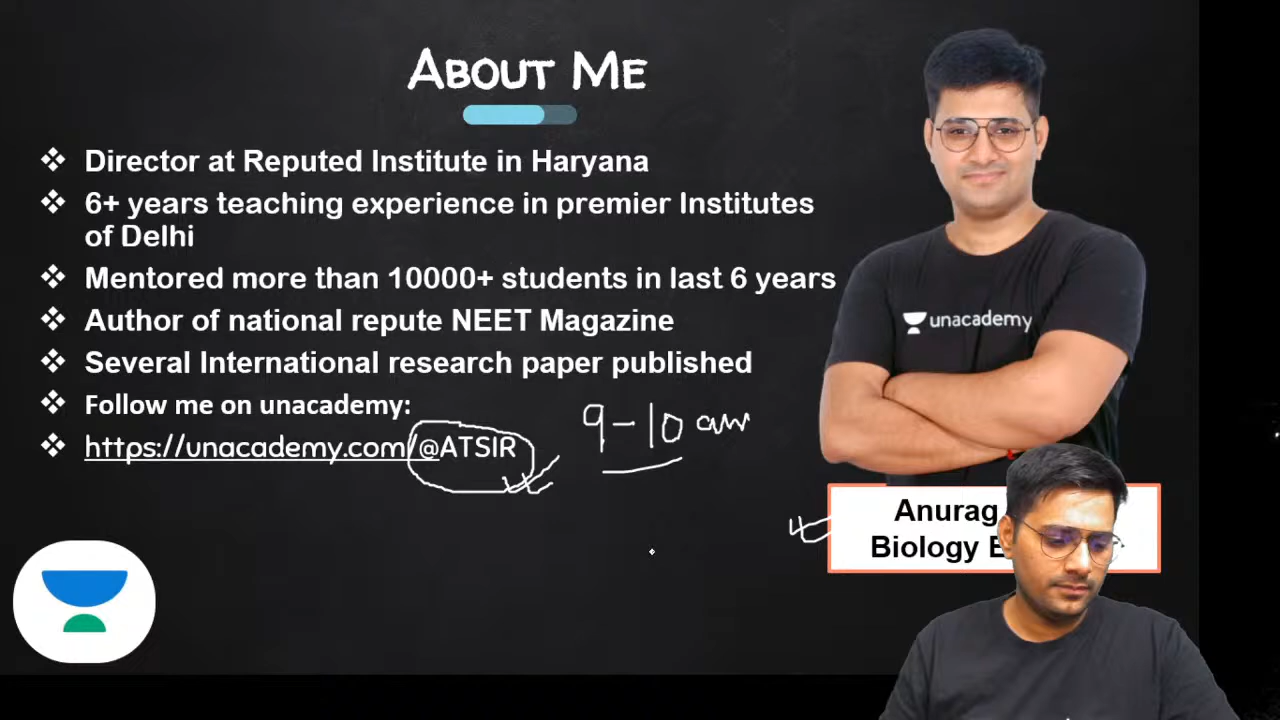 About Me
❖ Director at Reputed Institute in Haryana
❖ 6+ years teaching experience in premier Institutes
of Delhi
❖ Mentored more than 10000+ students in last 6 years
❖ Author of national repute NEET Magazine
❖ Several International research paper published
❖ Follow me on unacademy:
❖ https://unacademy.com/@ATSIR
9-10 am
unacademy
Anurag
Biology